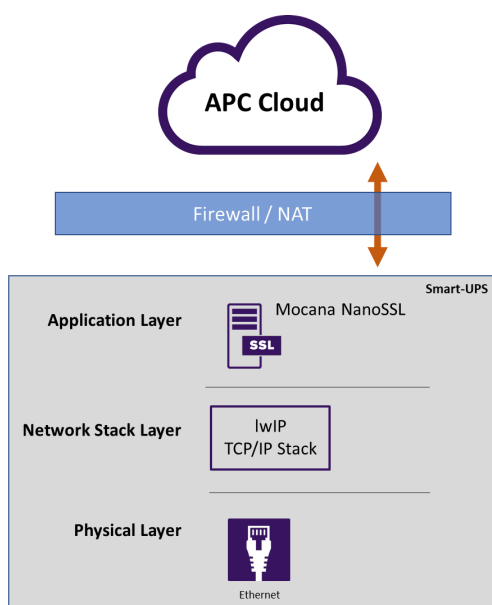 APC Cloud
Firewall / NAT
Smart-UPS
Application Layer
Mocana NanoSSL
SSL
Network Stack Layer
lwIP
TCP/IP Stack
Physical Layer
Ethernet